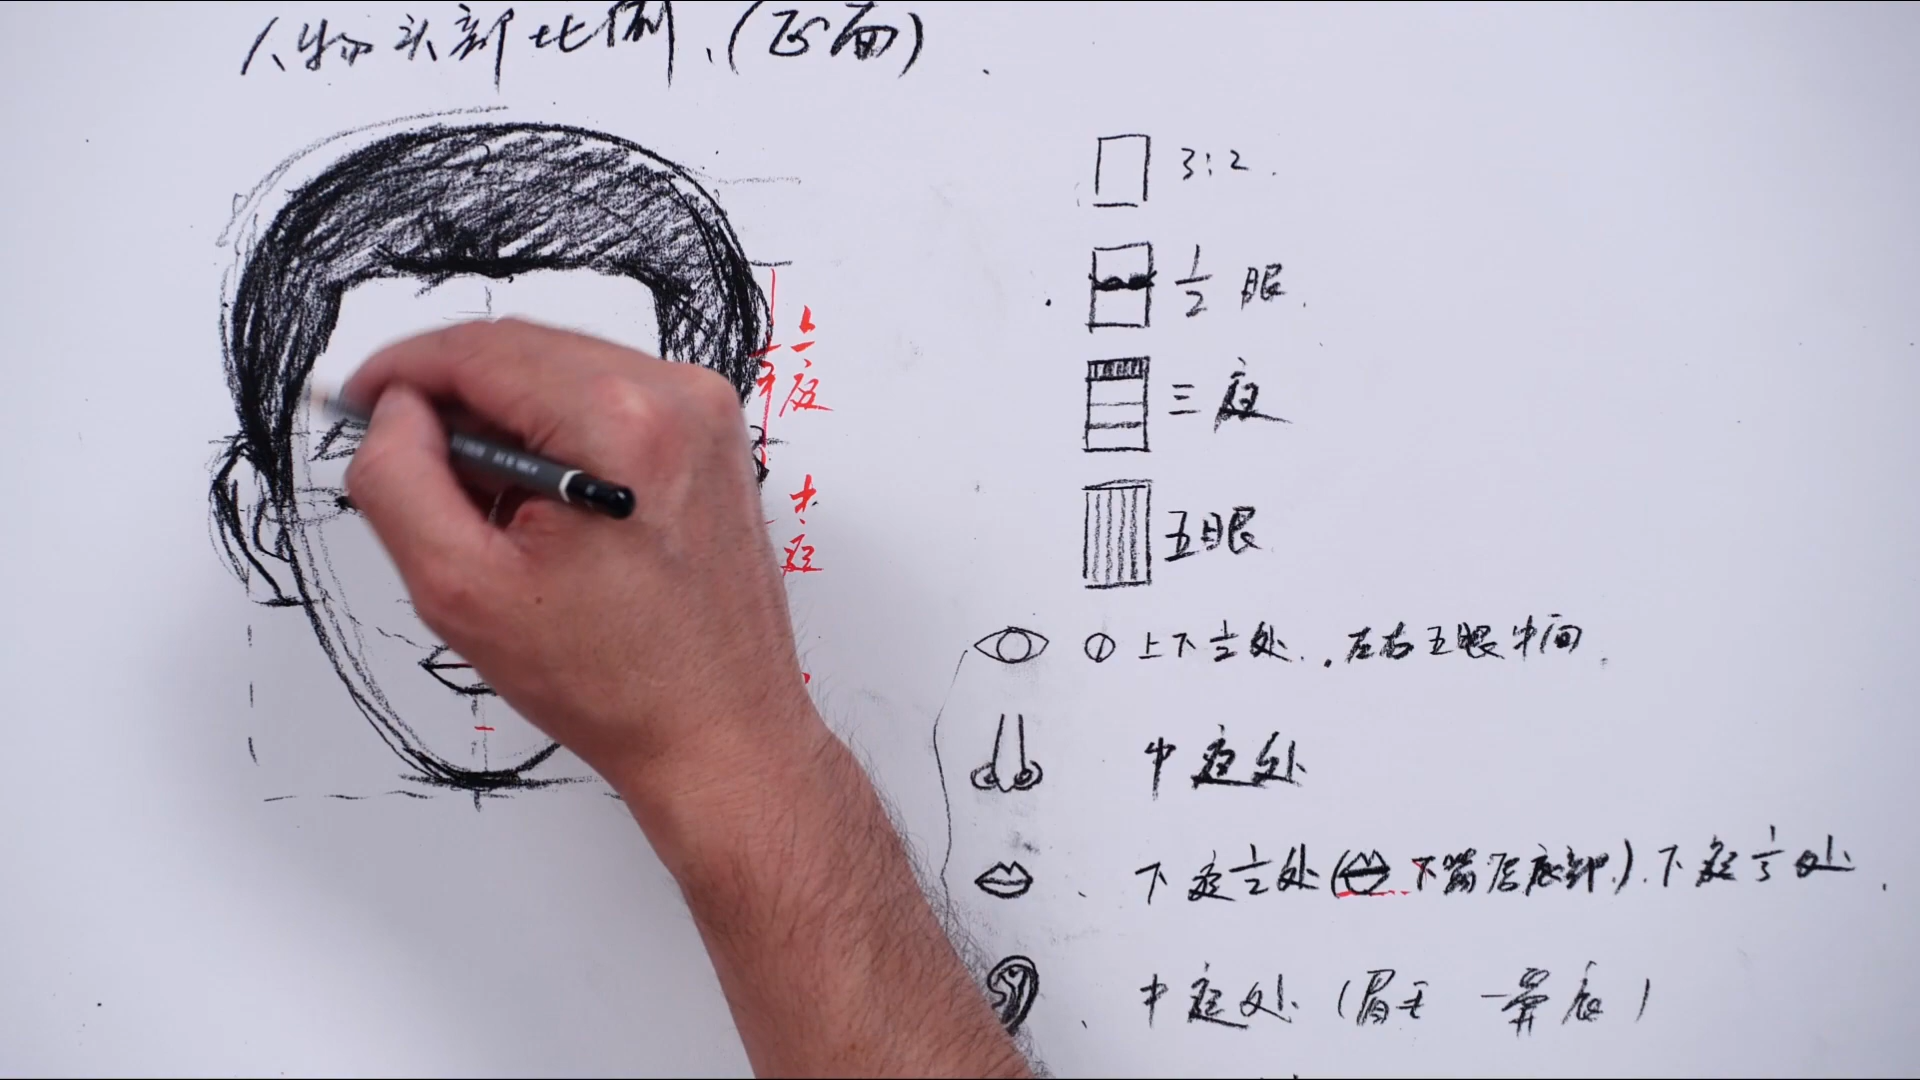 人物头部比例、(正面).
3:2.
1/2 眼.
三庭
五眼
上庭
① 上下1/2处. 左右五眼中间.
中庭处
下庭1/2处(下嘴唇底部).下庭1/3处.
中庭处(眉毛—鼻底)